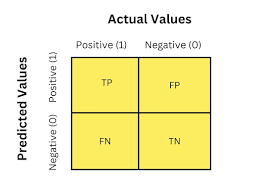 Actual Values
Positive (1) Negative (0)
Predicted Values
Positive (1)
TP FP
Negative (0)
FN TN